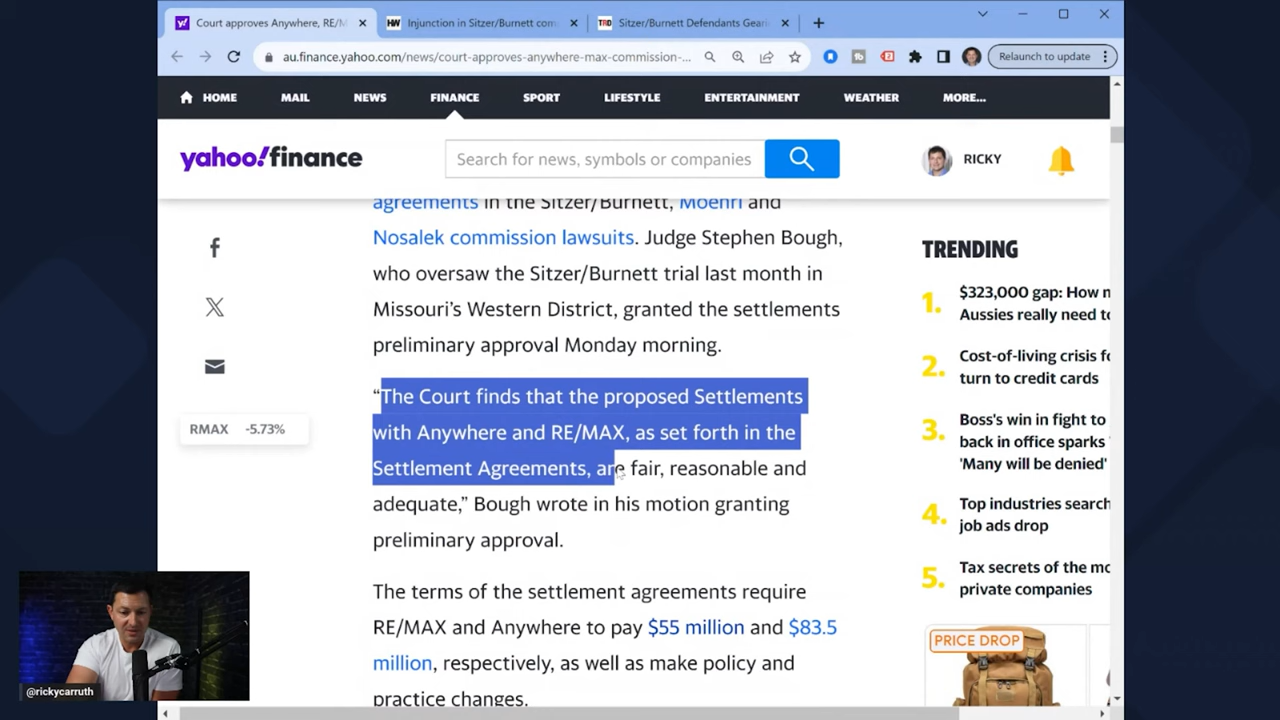 Court approves Anywhere, RE/M
HW Injunction in Sitzer/Burnett com
TRD Sitzer/Burnett Defendants Gear
au.finance.yahoo.com/news/court-approves-anywhere-max-commission-...
Relaunch to update
HOME MAIL NEWS FINANCE SPORT LIFESTYLE ENTERTAINMENT WEATHER MORE...
yahoo!finance
Search for news, symbols or companies
RICKY
agreements in the Sitzer/Burnett, Moehrl and
Nosalek commission lawsuits. Judge Stephen Bough,
who oversaw the Sitzer/Burnett trial last month in
Missouri’s Western District, granted the settlements
preliminary approval Monday morning.
“The Court finds that the proposed Settlements
with Anywhere and RE/MAX, as set forth in the
Settlement Agreements, are fair, reasonable and
adequate,” Bough wrote in his motion granting
preliminary approval.
The terms of the settlement agreements require
RE/MAX and Anywhere to pay $55 million and $83.5
million, respectively, as well as make policy and
practice changes.
RMAX -5.73%
TRENDING
1. $323,000 gap: How m
Aussies really need to
2. Cost-of-living crisis fo
turn to credit cards
3. Boss's win in fight to
back in office sparks
'Many will be denied'
4. Top industries search
job ads drop
5. Tax secrets of the mo
private companies
PRICE DROP
@rickycarruth